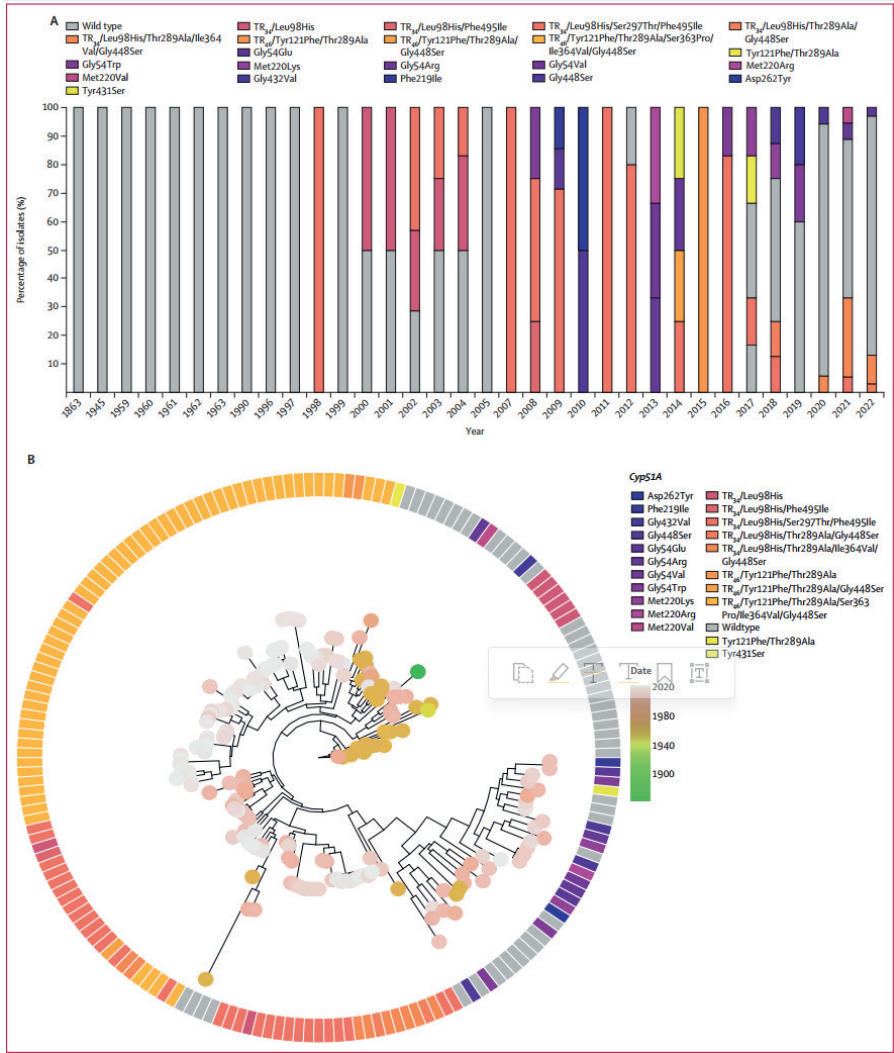 A
Wild type
TR34/Leu98His
TR34/Leu98His/Phe495Ile
TR34/Leu98His/Ser297Thr/Phe495Ile
TR34/Leu98His/Thr289Ala/
Gly448Ser
TR34/Leu98His/Thr289Ala/Ile364
Val/Gly448Ser
TR46/Tyr121Phe/Thr289Ala
TR46/Tyr121Phe/Thr289Ala/
Gly448Ser
TR46/Tyr121Phe/Thr289Ala/Ser363Pro/
Ile364Val/Gly448Ser
Tyr121Phe/Thr289Ala
Gly54Glu
Gly54Arg
Gly54Val
Met220Arg
Gly54Trp
Met220Lys
Phe219Ile
Gly448Ser
Asp262Tyr
Met220Val
Gly432Val
Tyr431Ser
Percentage of isolates (%)
100
90
80
70
60
50
40
30
20
10
1863
1945
1959
1960
1961
1962
1963
1990
1996
1997
1998
1999
2000
2001
2002
2003
2004
2005
2007
2008
2009
2010
2011
2012
2013
2014
2015
2016
2017
2018
2019
2020
2021
2022
Year
B
Cyp51A
Asp262Tyr
Phe219Ile
Gly432Val
Gly448Ser
Gly54Glu
Gly54Arg
Gly54Val
Gly54Trp
Met220Lys
Met220Arg
Met220Val
TR34/Leu98His
TR34/Leu98His/Phe495Ile
TR34/Leu98His/Ser297Thr/Phe495Ile
TR34/Leu98His/Thr289Ala/Gly448Ser
TR34/Leu98His/Thr289Ala/Ile364Val/
Gly448Ser
TR46/Tyr121Phe/Thr289Ala
TR46/Tyr121Phe/Thr289Ala/Gly448Ser
TR46/Tyr121Phe/Thr289Ala/Ser363
Pro/Ile364Val/Gly448Ser
Wildtype
Tyr121Phe/Thr289Ala
Tyr431Ser
Date
2020
1980
1940
1900